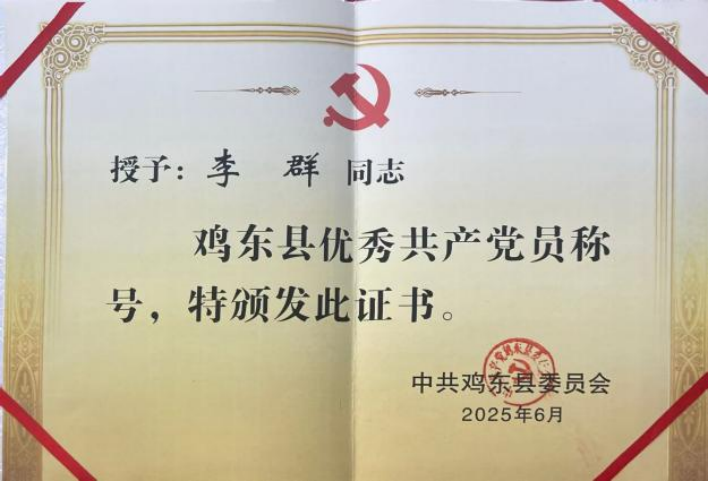 授予：李 群 同志
鸡东县优秀共产党员称
号，特颁发此证书。
中共鸡东县委员会
2025年6月